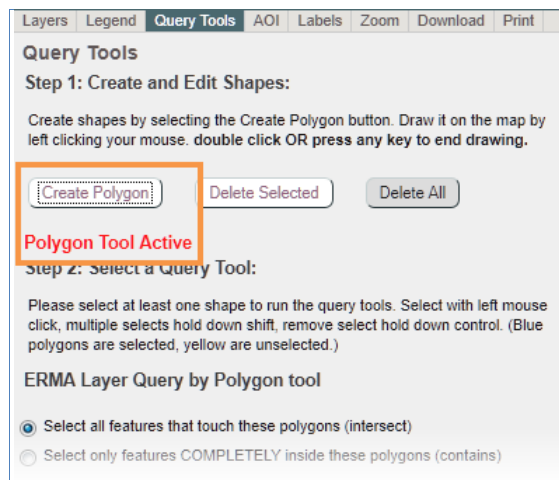 Layers Legend Query Tools AOI Labels Zoom Download Print
Query Tools
Step 1: Create and Edit Shapes:
Create shapes by selecting the Create Polygon button. Draw it on the map by
left clicking your mouse. double click OR press any key to end drawing.
Create Polygon Delete Selected Delete All
Polygon Tool Active
Step 2: Select a Query Tool:
Please select at least one shape to run the query tools. Select with left mouse
click, multiple selects hold down shift, remove select hold down control. (Blue
polygons are selected, yellow are unselected.)
ERMA Layer Query by Polygon tool
Select all features that touch these polygons (intersect)
Select only features COMPLETELY inside these polygons (contains)